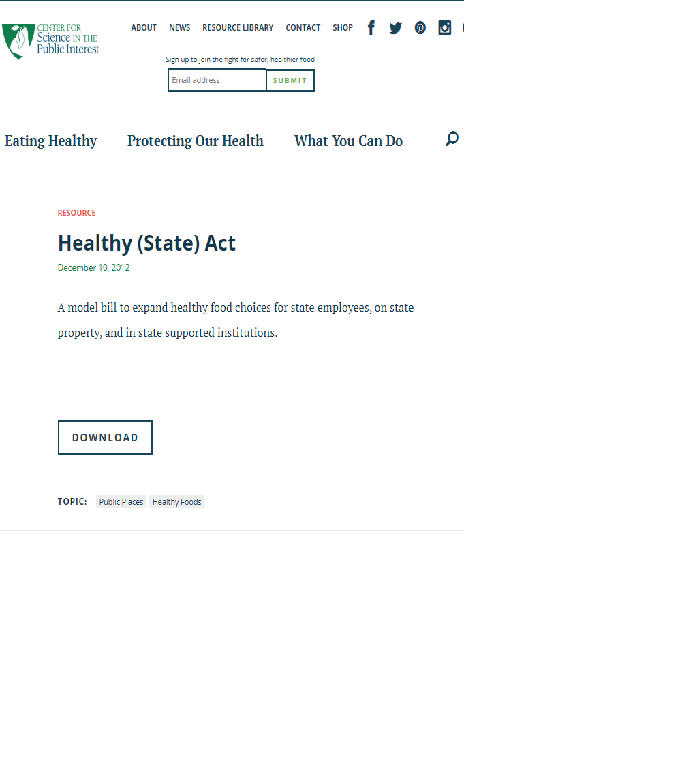 CENTER FOR
Science IN THE
Public Interest
ABOUT NEWS RESOURCE LIBRARY CONTACT SHOP
Sign up to join the fight for safer, healthier food
Email address
SUBMIT
Eating Healthy Protecting Our Health What You Can Do
RESOURCE
Healthy (State) Act
December 10, 2012
A model bill to expand healthy food choices for state employees, on state
property, and in state supported institutions.
DOWNLOAD
TOPIC: Public Places Healthy Foods